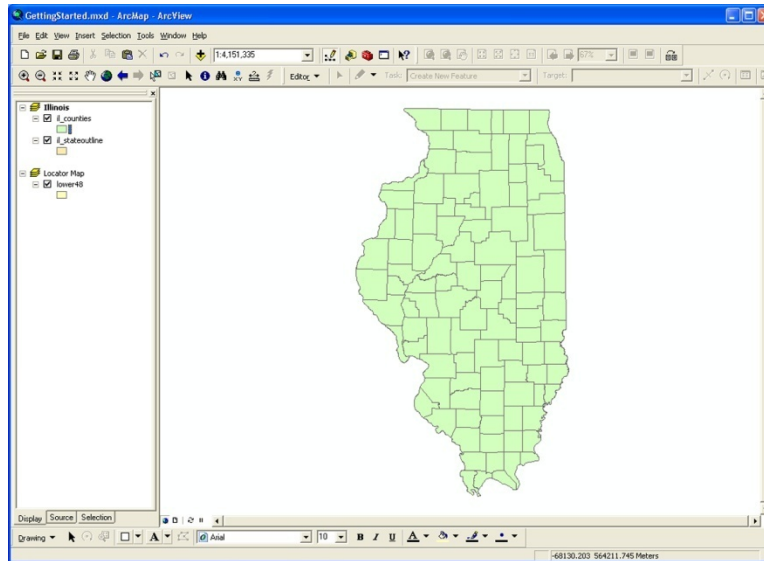 GettingStarted.mxd - ArcMap - ArcView
File Edit View Insert Selection Tools Window Help
1:4,151,335
67%
Editor
Task: Create New Feature
Target:
Illinois
il_counties
il_stateoutline
Locator Map
lower48
Display Source Selection
Drawing
A
Arial
10
B I U A
-68130.203 564211.745 Meters